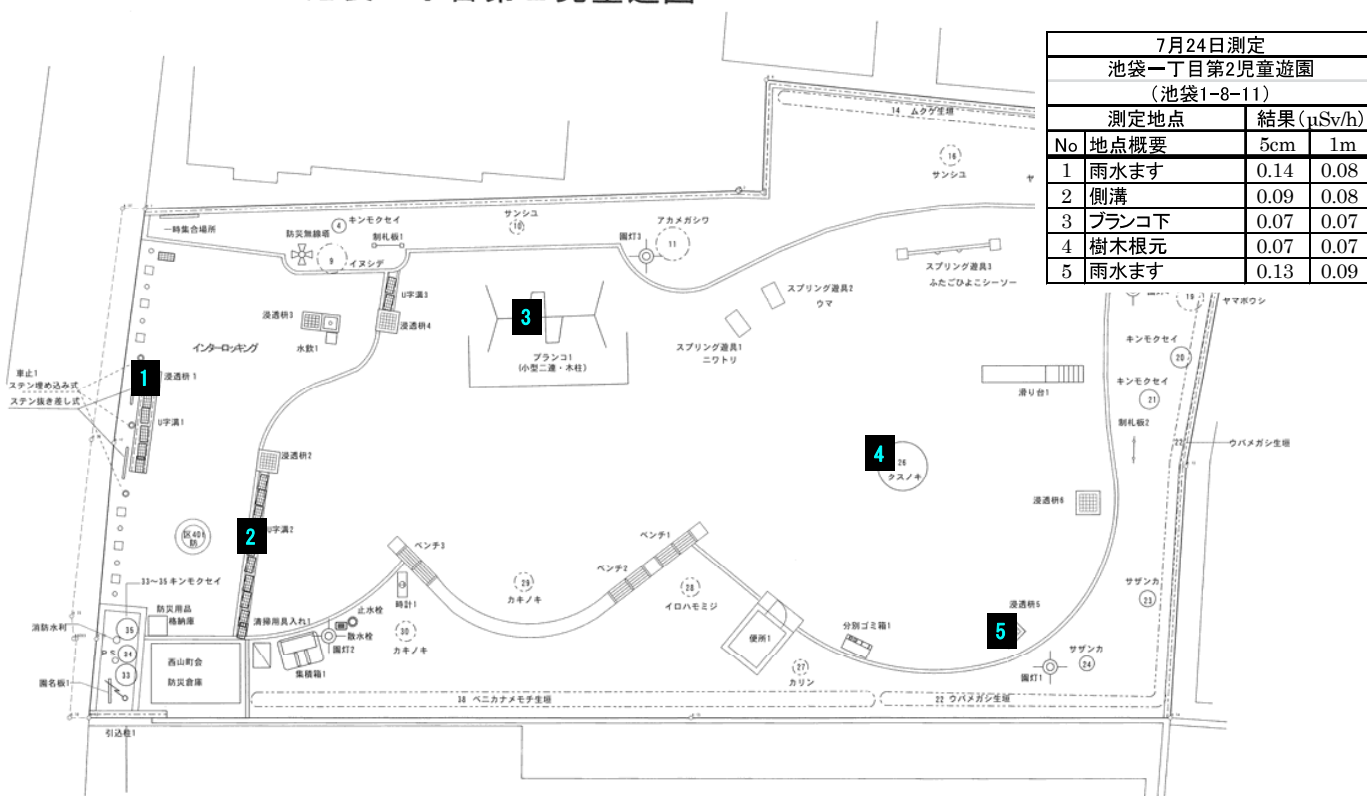 7月24日測定
池袋一丁目第2児童遊園
(池袋1-8-11)
測定地点 結果(μSv/h)
No 地点概要 5cm 1m
1 雨水ます 0.14 0.08
2 側溝 0.09 0.08
3 ブランコ下 0.07 0.07
4 樹木根元 0.07 0.07
5 雨水ます 0.13 0.09
14 ムクゲ生垣
16
サンシュ
一時集合場所
防災無線塔
4
キンモクセイ
制札板1
サンシュ
10
アカメガシワ
園灯3
11
9
イヌシデ
スプリング遊具3
ふたごひよこシーソー
スプリング遊具2
ウマ
スプリング遊具1
ニワトリ
U字溝3
浸透桝4
浸透桝3
水飲1
インターロッキング
3
ブランコ1
(小型二連・木柱)
19
ヤマボウシ
キンモクセイ
20
キンモクセイ
21
制札板2
22
ウバメガシ生垣
滑り台1
車止1
ステン埋め込み式
ステン抜き差し式
1
浸透桝1
U字溝1
浸透桝2
4
26
クスノキ
浸透桝6
2
U字溝2
区40t
防
ベンチ3
ベンチ2
ベンチ1
33~35 キンモクセイ
防災用品
格納庫
消防水利
35
34
33
園名板1
引込柱1
西山町会
防災倉庫
清掃用具入れ1
集積箱1
止水栓
散水栓
園灯2
時計1
30
カキノキ
29
カキノキ
28
イロハモミジ
便所1
27
カリン
分別ゴミ箱1
5
浸透桝5
園灯1
サザンカ
23
サザンカ
24
38 ベニカナメモチ生垣
22 ウバメガシ生垣